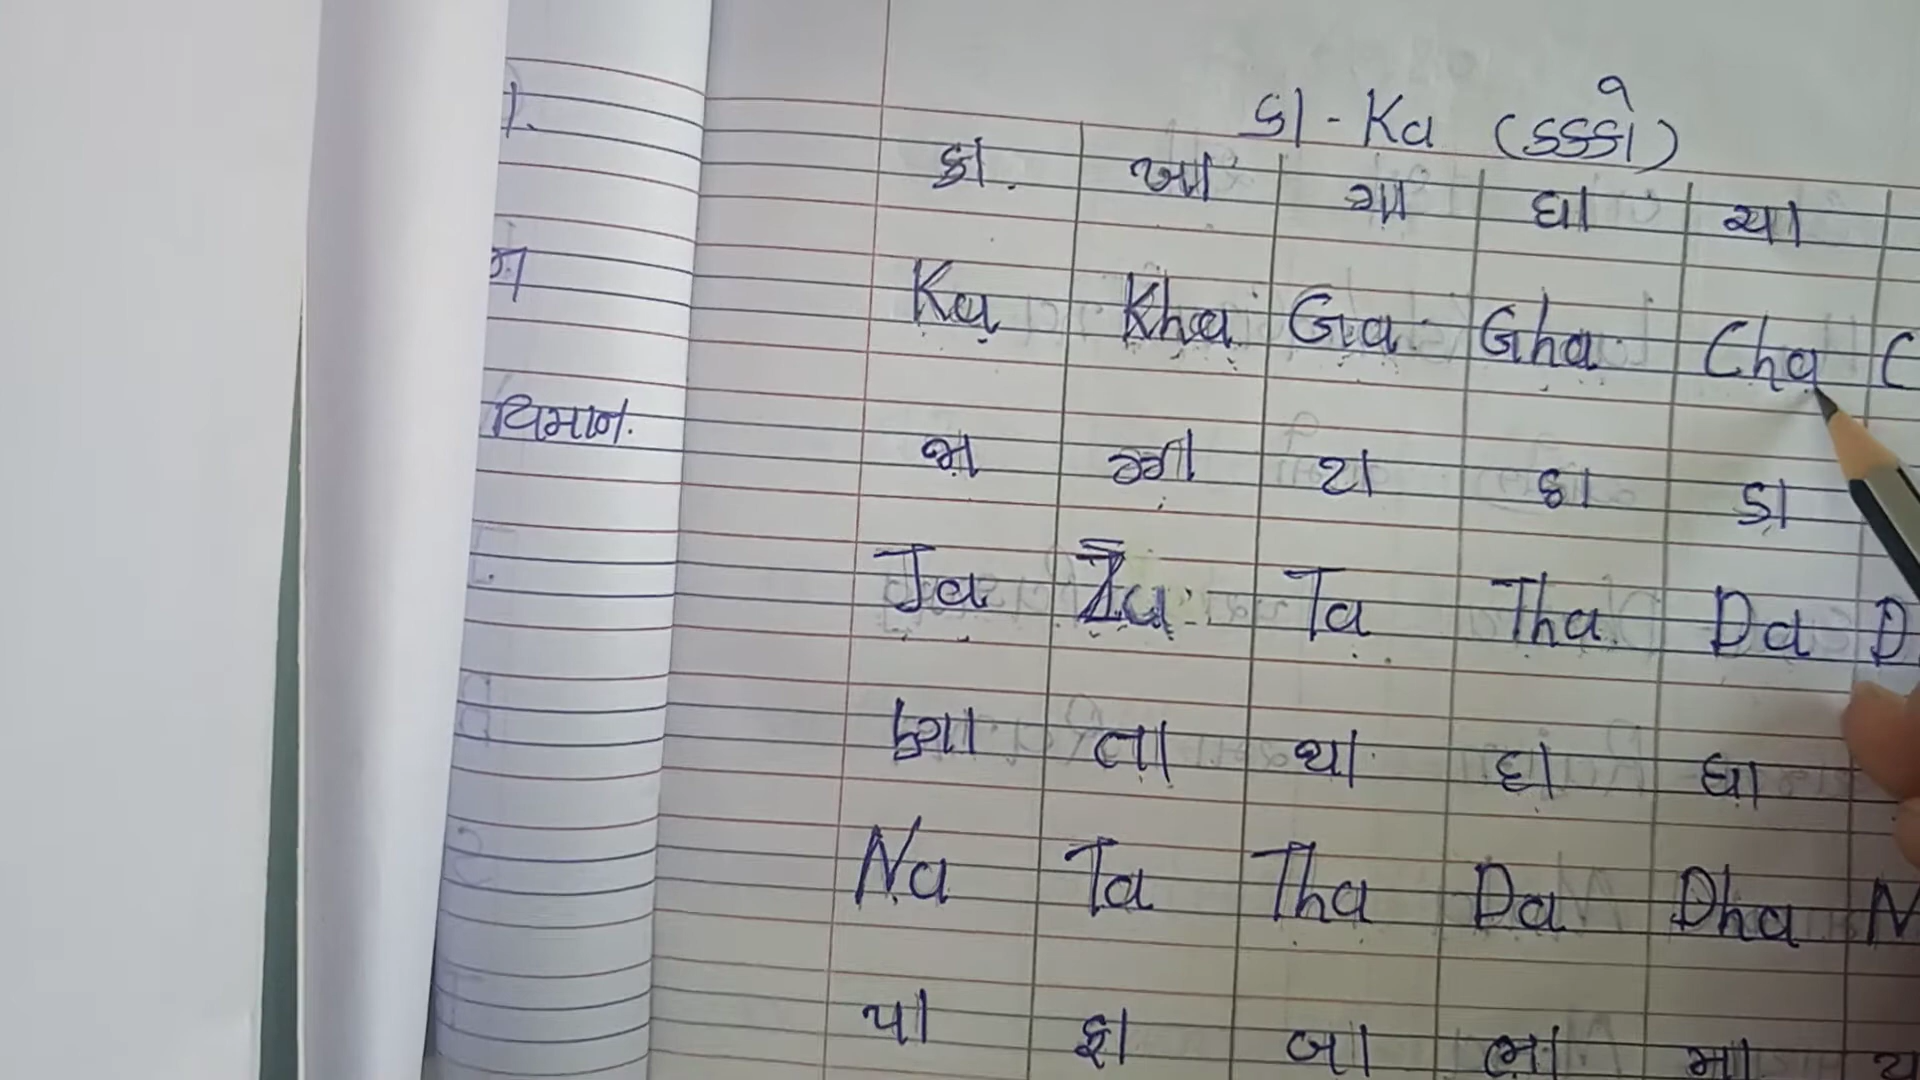 કા - Ka (કક્કો)
કા. ખા ગા ઘા ચા
Ka Kha Ga Gha Cha C
જા ઝા ટા ઠા ડા
Ja Za Ta Tha Da D
ણા તા થા દા ધા
Na Ta Tha Da Dha N
પા ફા બા ભા મા ય
વિમાન.